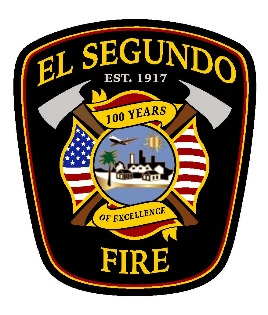 EL SEGUNDO
EST. 1917
100 YEARS
OF EXCELLENCE
FIRE